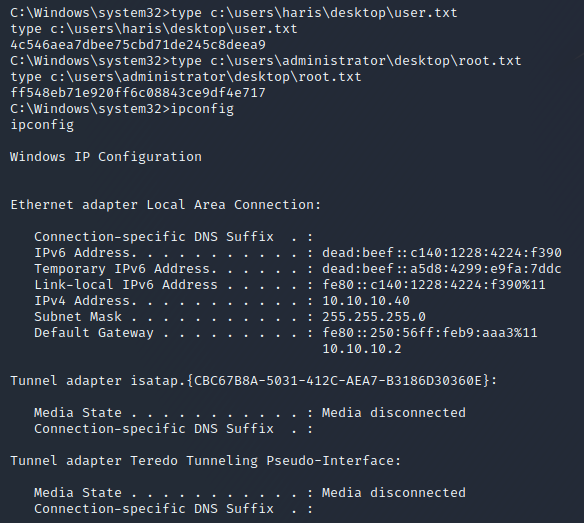 C:\Windows\system32>type c:\users\haris\desktop\user.txt
type c:\users\haris\desktop\user.txt
4c546aea7dbee75cbd71de245c8deea9
C:\Windows\system32>type c:\users\administrator\desktop\root.txt
type c:\users\administrator\desktop\root.txt
ff548eb71e920ff6c08843ce9df4e717
C:\Windows\system32>ipconfig
ipconfig

Windows IP Configuration


Ethernet adapter Local Area Connection:

   Connection-specific DNS Suffix  . :
   IPv6 Address. . . . . . . . . . . : dead:beef::c140:1228:4224:f390
   Temporary IPv6 Address. . . . . . : dead:beef::a5d8:4299:e9fa:7ddc
   Link-local IPv6 Address . . . . . : fe80::c140:1228:4224:f390%11
   IPv4 Address. . . . . . . . . . . : 10.10.10.40
   Subnet Mask . . . . . . . . . . . : 255.255.255.0
   Default Gateway . . . . . . . . . : fe80::250:56ff:feb9:aaa3%11
                                       10.10.10.2

Tunnel adapter isatap.{CBC67B8A-5031-412C-AEA7-B3186D30360E}:

   Media State . . . . . . . . . . . : Media disconnected
   Connection-specific DNS Suffix  . :

Tunnel adapter Teredo Tunneling Pseudo-Interface:

   Media State . . . . . . . . . . . : Media disconnected
   Connection-specific DNS Suffix  . :